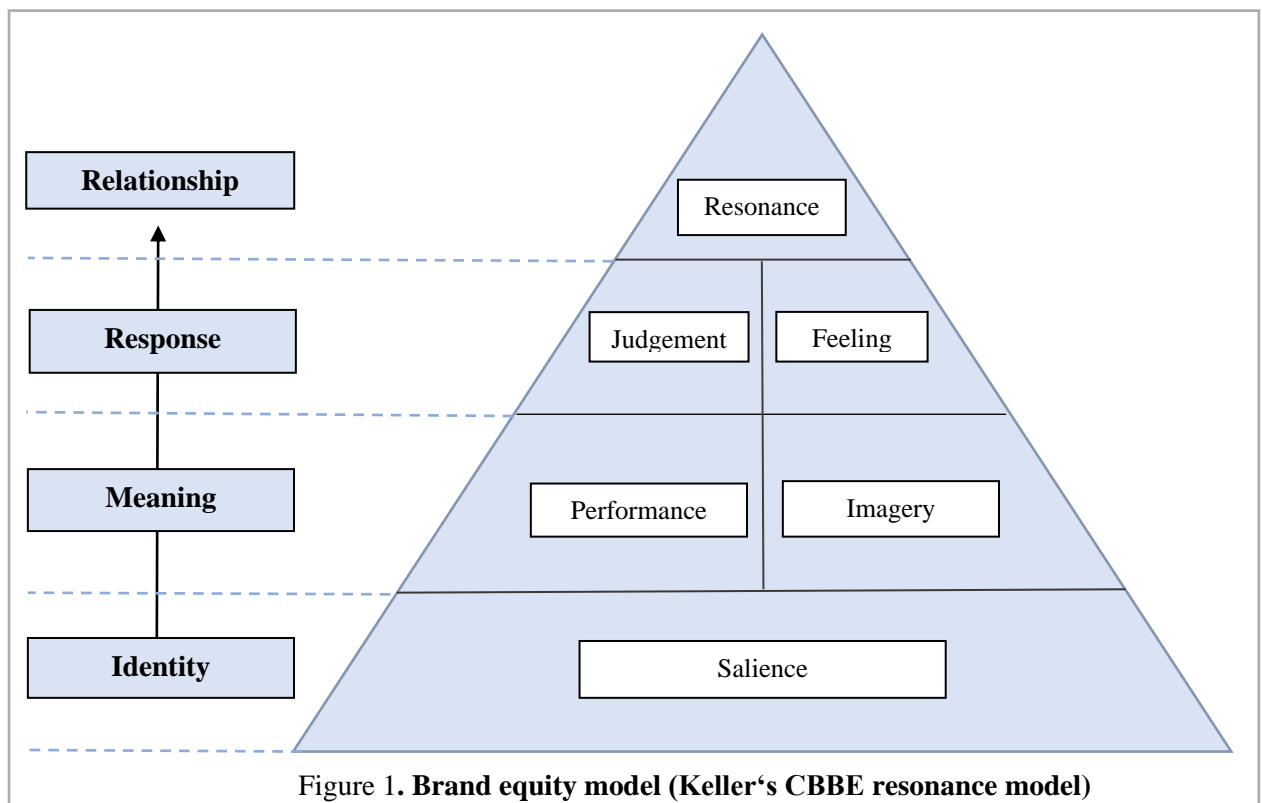 Relationship
Resonance
Response
Judgement
Feeling
Meaning
Performance
Imagery
Identity
Salience
Figure 1. Brand equity model (Keller‘s CBBE resonance model)